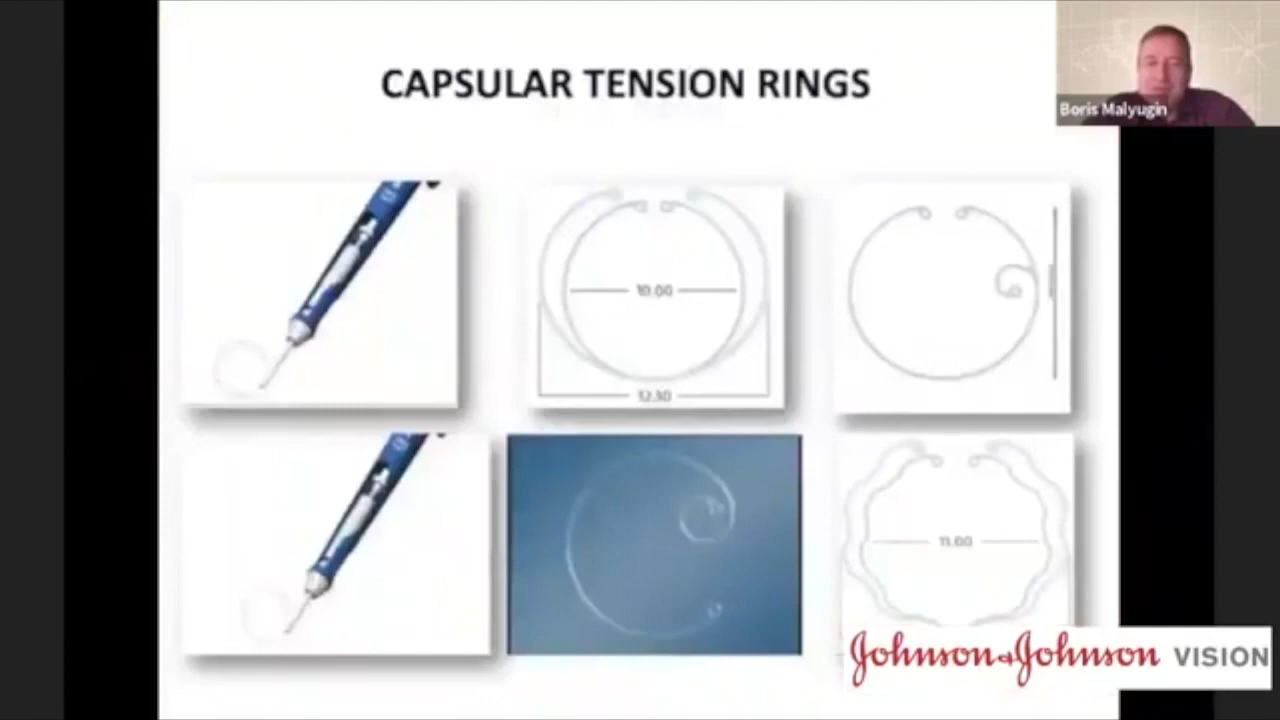 CAPSULAR TENSION RINGS
Boris Malyugin
10.00
12.30
11.00
Johnson&Johnson VISION